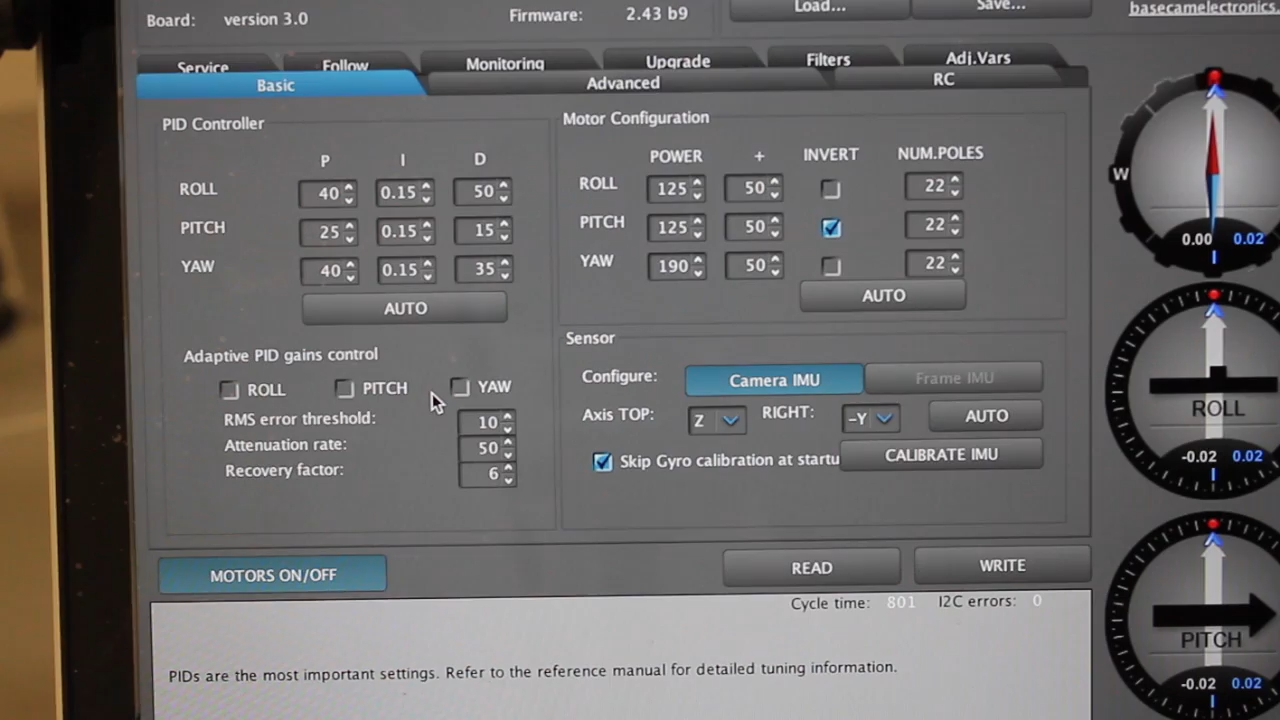 Board: version 3.0 Firmware: 2.43 b9 Load... Save... basecamelectronics.
Service Follow Monitoring Upgrade Filters Adj.Vars
Basic Advanced RC
PID Controller
P I D
ROLL 40 0.15 50
PITCH 25 0.15 15
YAW 40 0.15 35
AUTO
Adaptive PID gains control
ROLL PITCH YAW
RMS error threshold: 10
Attenuation rate: 50
Recovery factor: 6
Motor Configuration
POWER + INVERT NUM.POLES
ROLL 125 50 22
PITCH 125 50 22
YAW 190 50 22
AUTO
Sensor
Configure: Camera IMU Frame IMU
Axis TOP: Z RIGHT: -Y AUTO
Skip Gyro calibration at startu CALIBRATE IMU
MOTORS ON/OFF READ WRITE
Cycle time: 801 I2C errors: 0
PIDs are the most important settings. Refer to the reference manual for detailed tuning information.
W
0.00 0.02
ROLL
-0.02 0.02
PITCH
-0.02 0.02